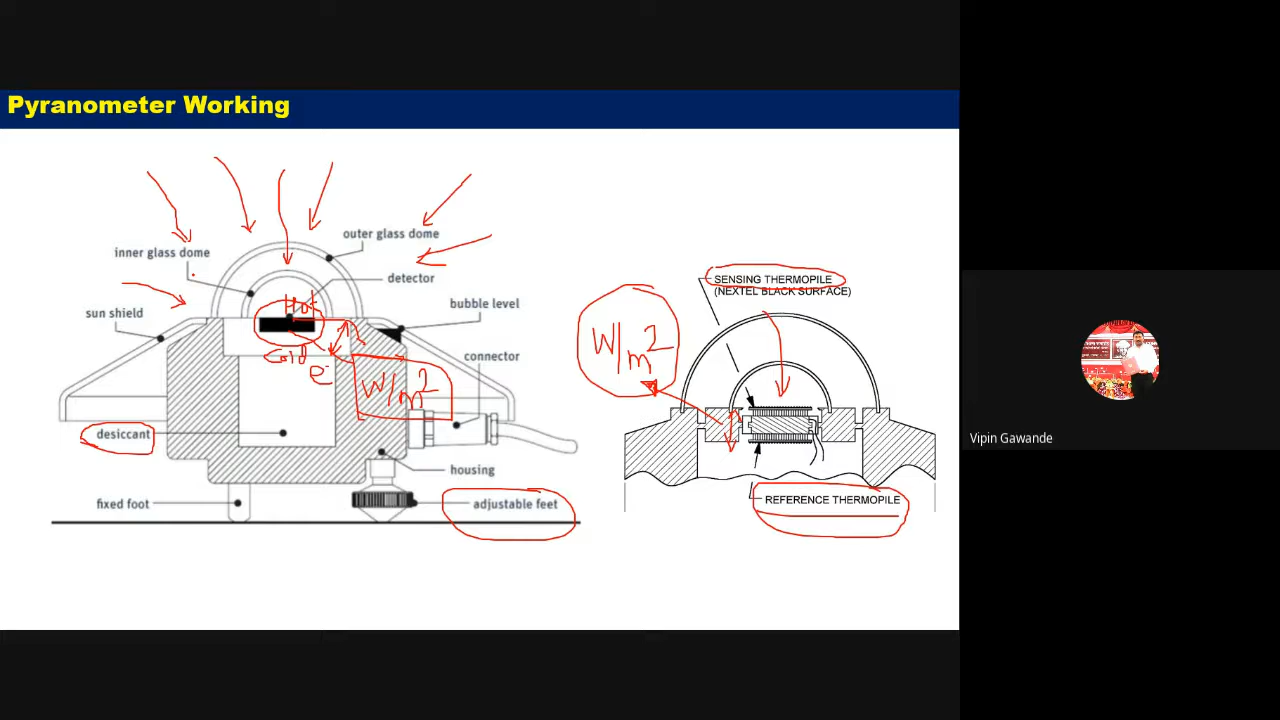 Pyranometer Working
outer glass dome
inner glass dome
detector
Hot
bubble level
sun shield
Cold
connector
e
W/m²
desiccant
housing
fixed foot
adjustable feet
SENSING THERMOPILE
(NEXTEL BLACK SURFACE)
W/m²
REFERENCE THERMOPILE
Vipin Gawande